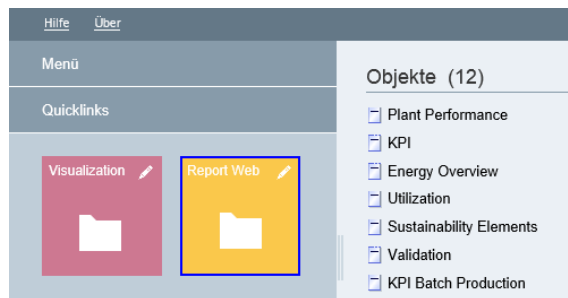 Hilfe Über
Menü
Quicklinks
Visualization
Report Web
Objekte (12)
Plant Performance
KPI
Energy Overview
Utilization
Sustainability Elements
Validation
KPI Batch Production